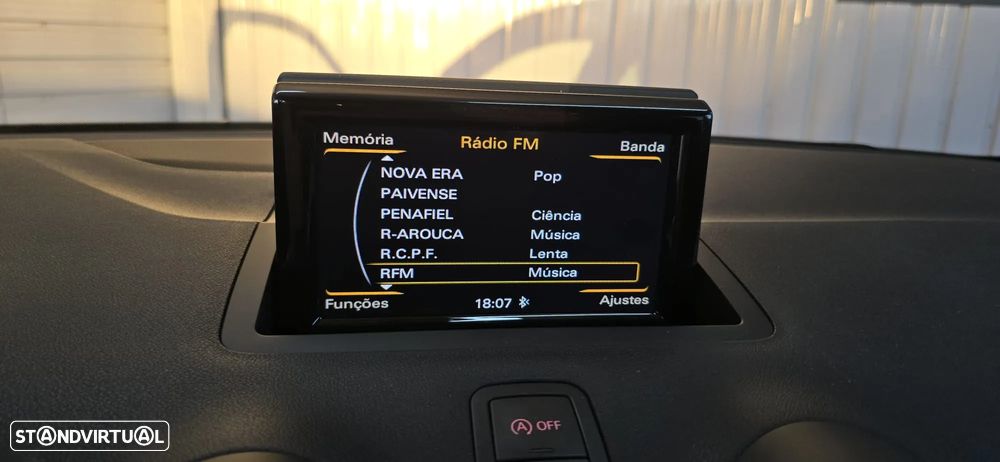 Memória Rádio FM Banda
NOVA ERA Pop
PAIVENSE
PENAFIEL Ciência
R-AROUCA Música
R.C.P.F. Lenta
RFM Música
Funções 18:07 Ajustes
A OFF
STANDVIRTUAL